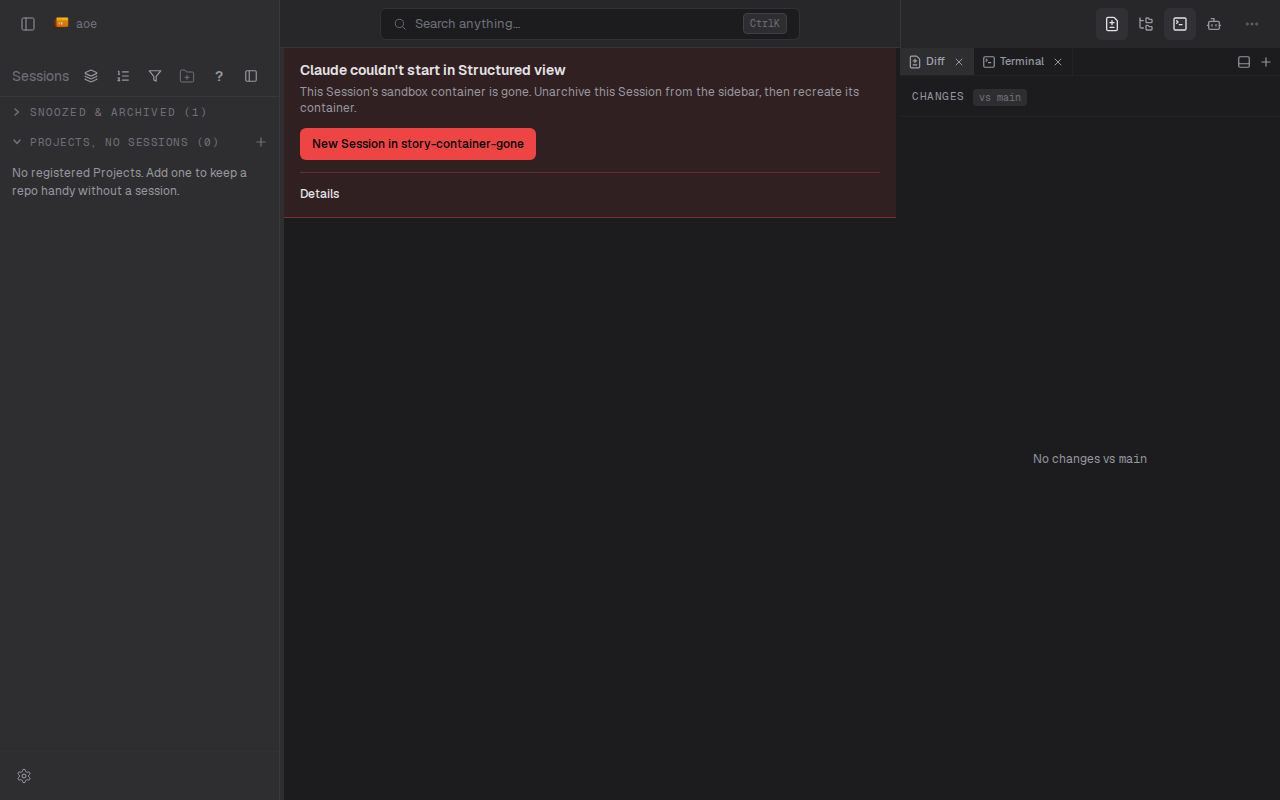 aoe
Search anything...
CtrlK
Sessions
?
SNOOZED & ARCHIVED (1)
PROJECTS, NO SESSIONS (0)
No registered Projects. Add one to keep a
repo handy without a session.
Claude couldn't start in Structured view
This Session's sandbox container is gone. Unarchive this Session from the sidebar, then recreate its
container.
New Session in story-container-gone
Details
Diff
Terminal
CHANGES vs main
No changes vs main